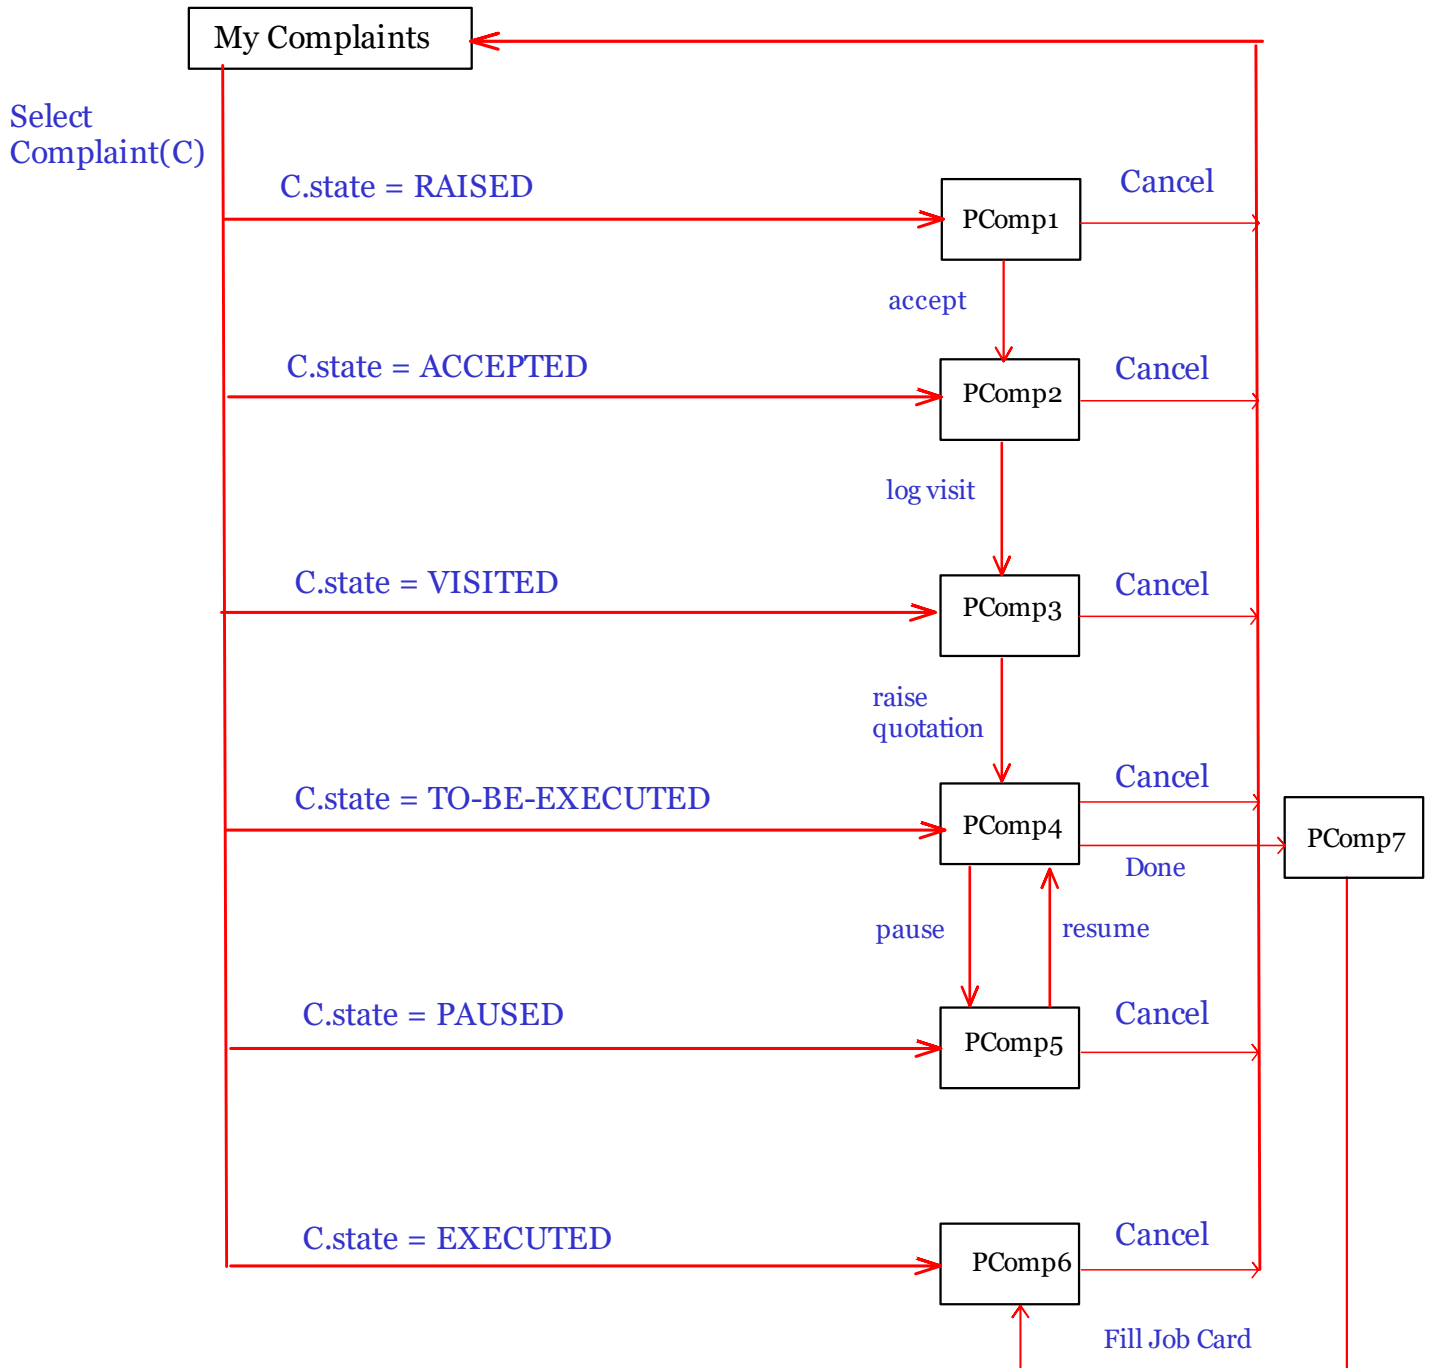 My Complaints
Select
Complaint(C)
C.state = RAISED
Cancel
PComp1
accept
C.state = ACCEPTED
Cancel
PComp2
log visit
C.state = VISITED
Cancel
PComp3
raise
quotation
Cancel
C.state = TO-BE-EXECUTED
PComp4
PComp7
Done
pause
resume
C.state = PAUSED
Cancel
PComp5
C.state = EXECUTED
Cancel
PComp6
Fill Job Card